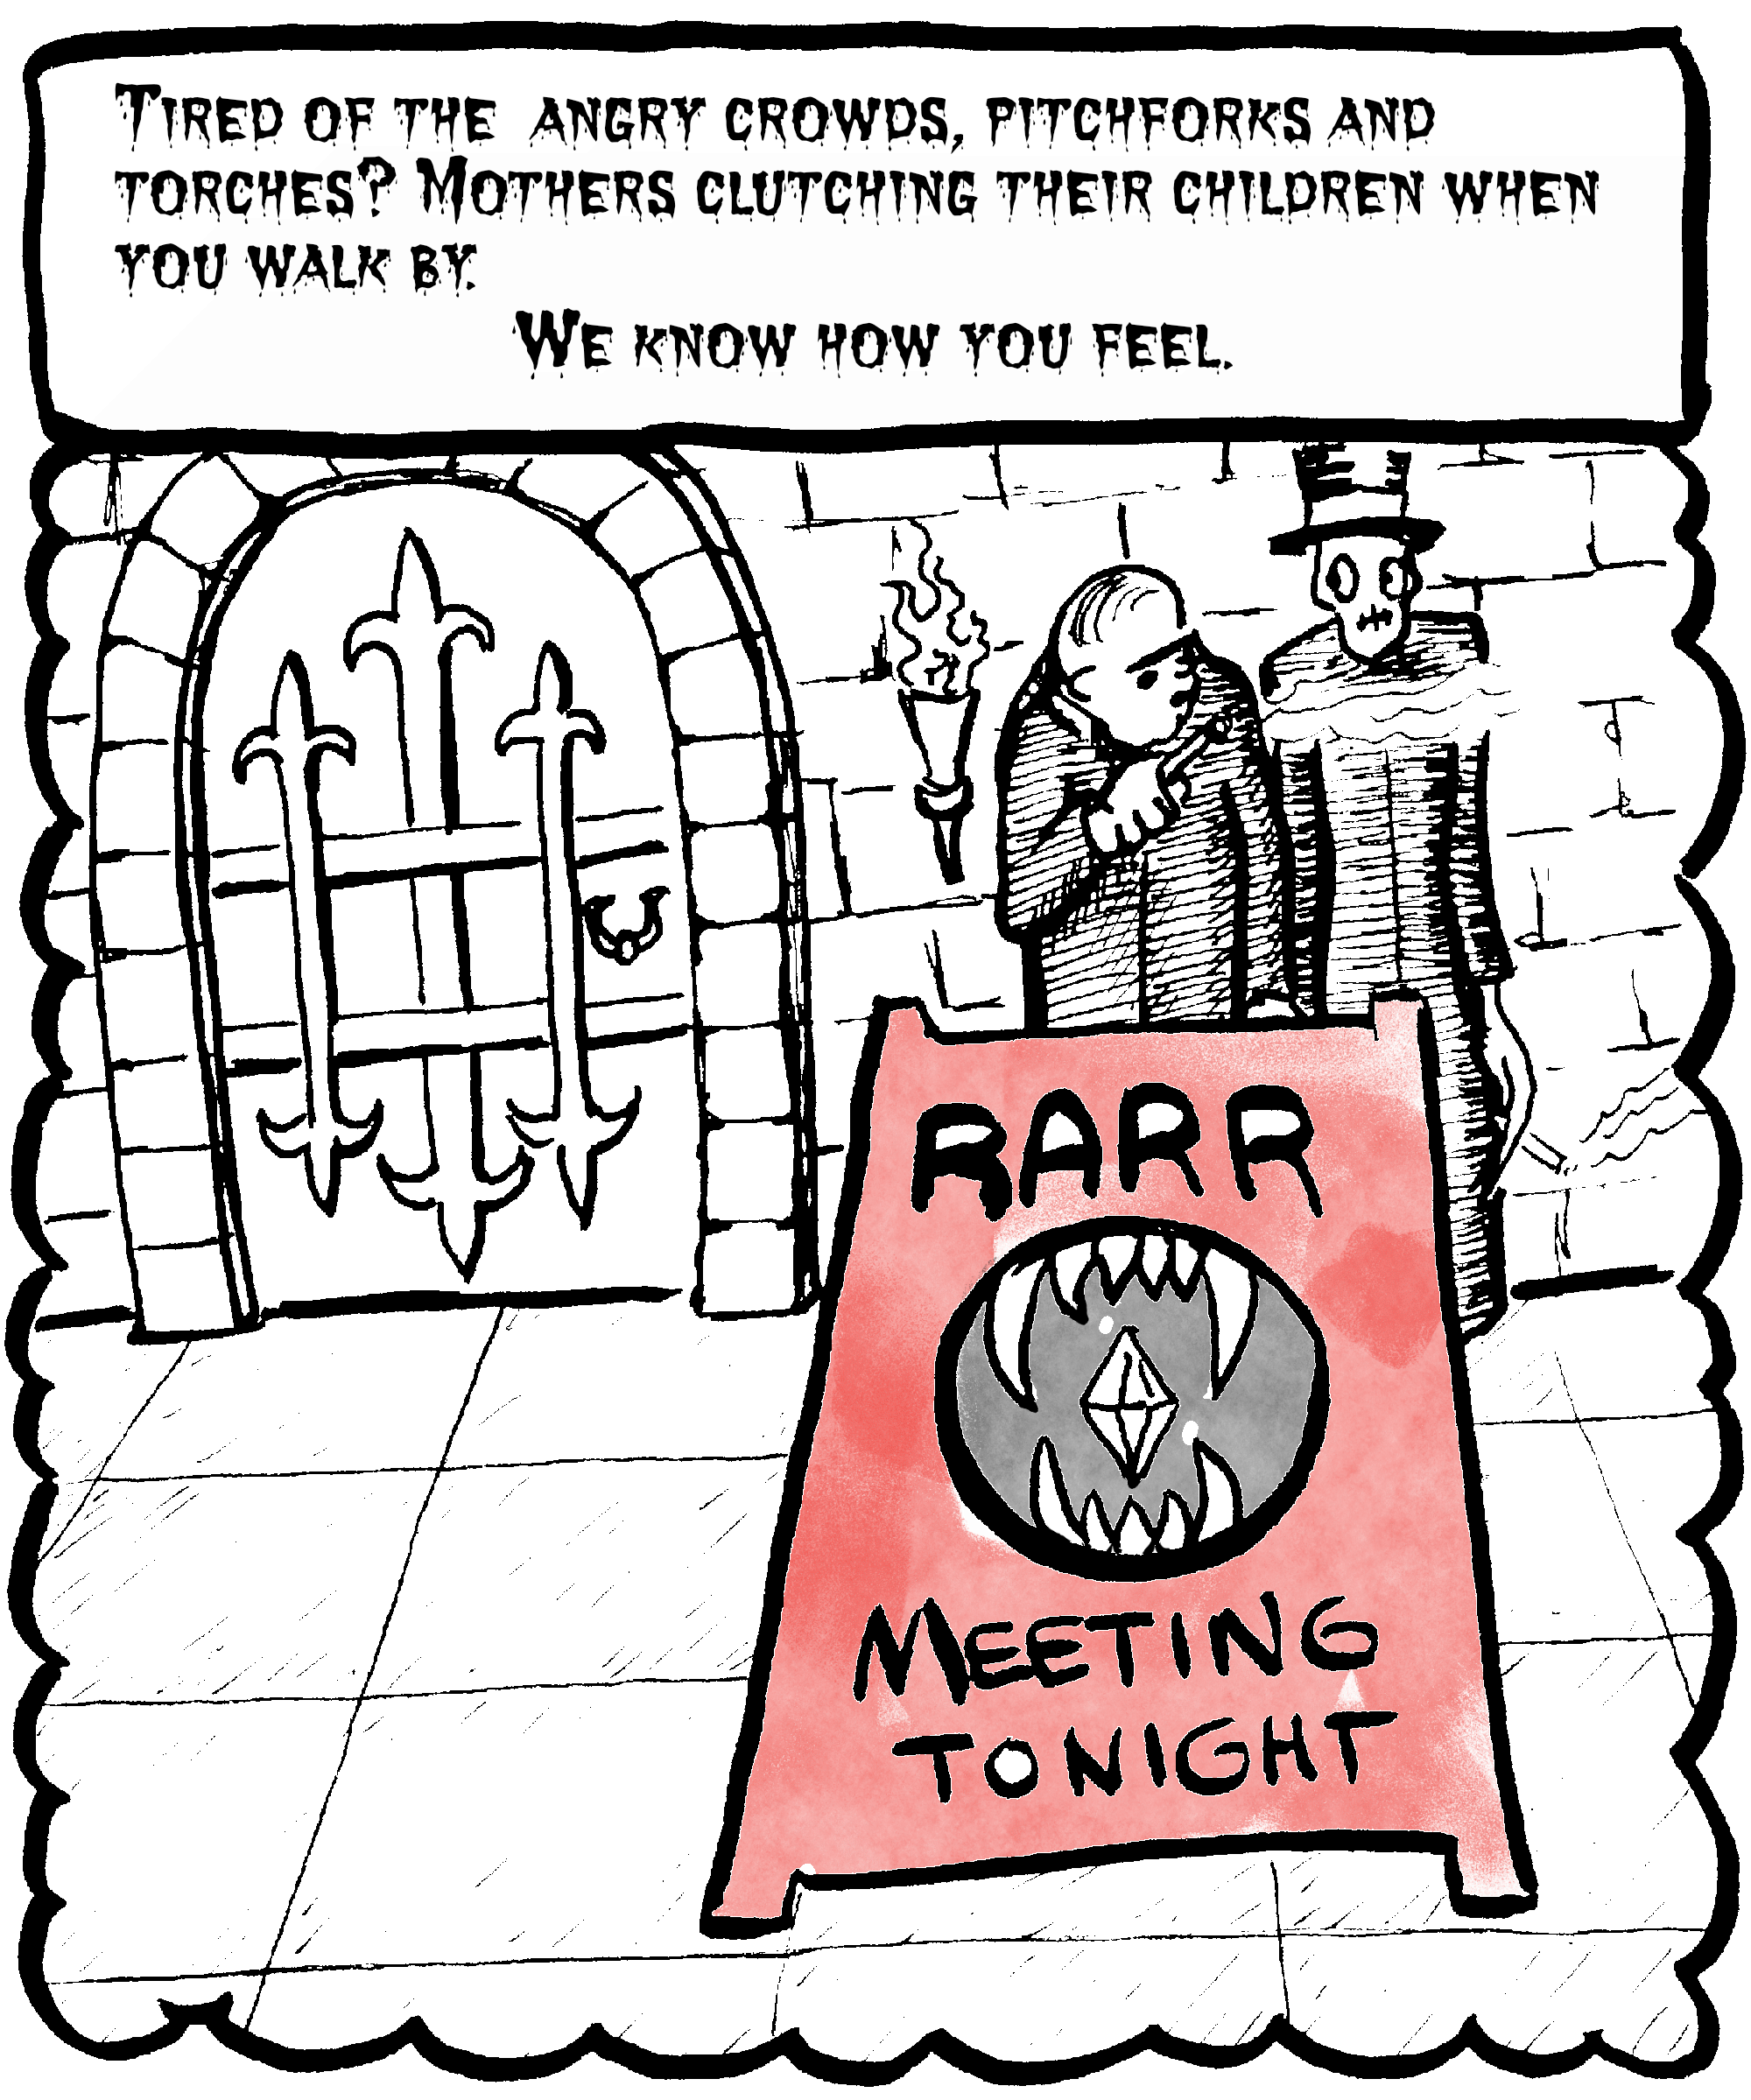 Tired of the angry crowds, pitchforks and
torches? Mothers clutching their children when
you walk by.
We know how you feel.
RARR
MEETING
TONIGHT